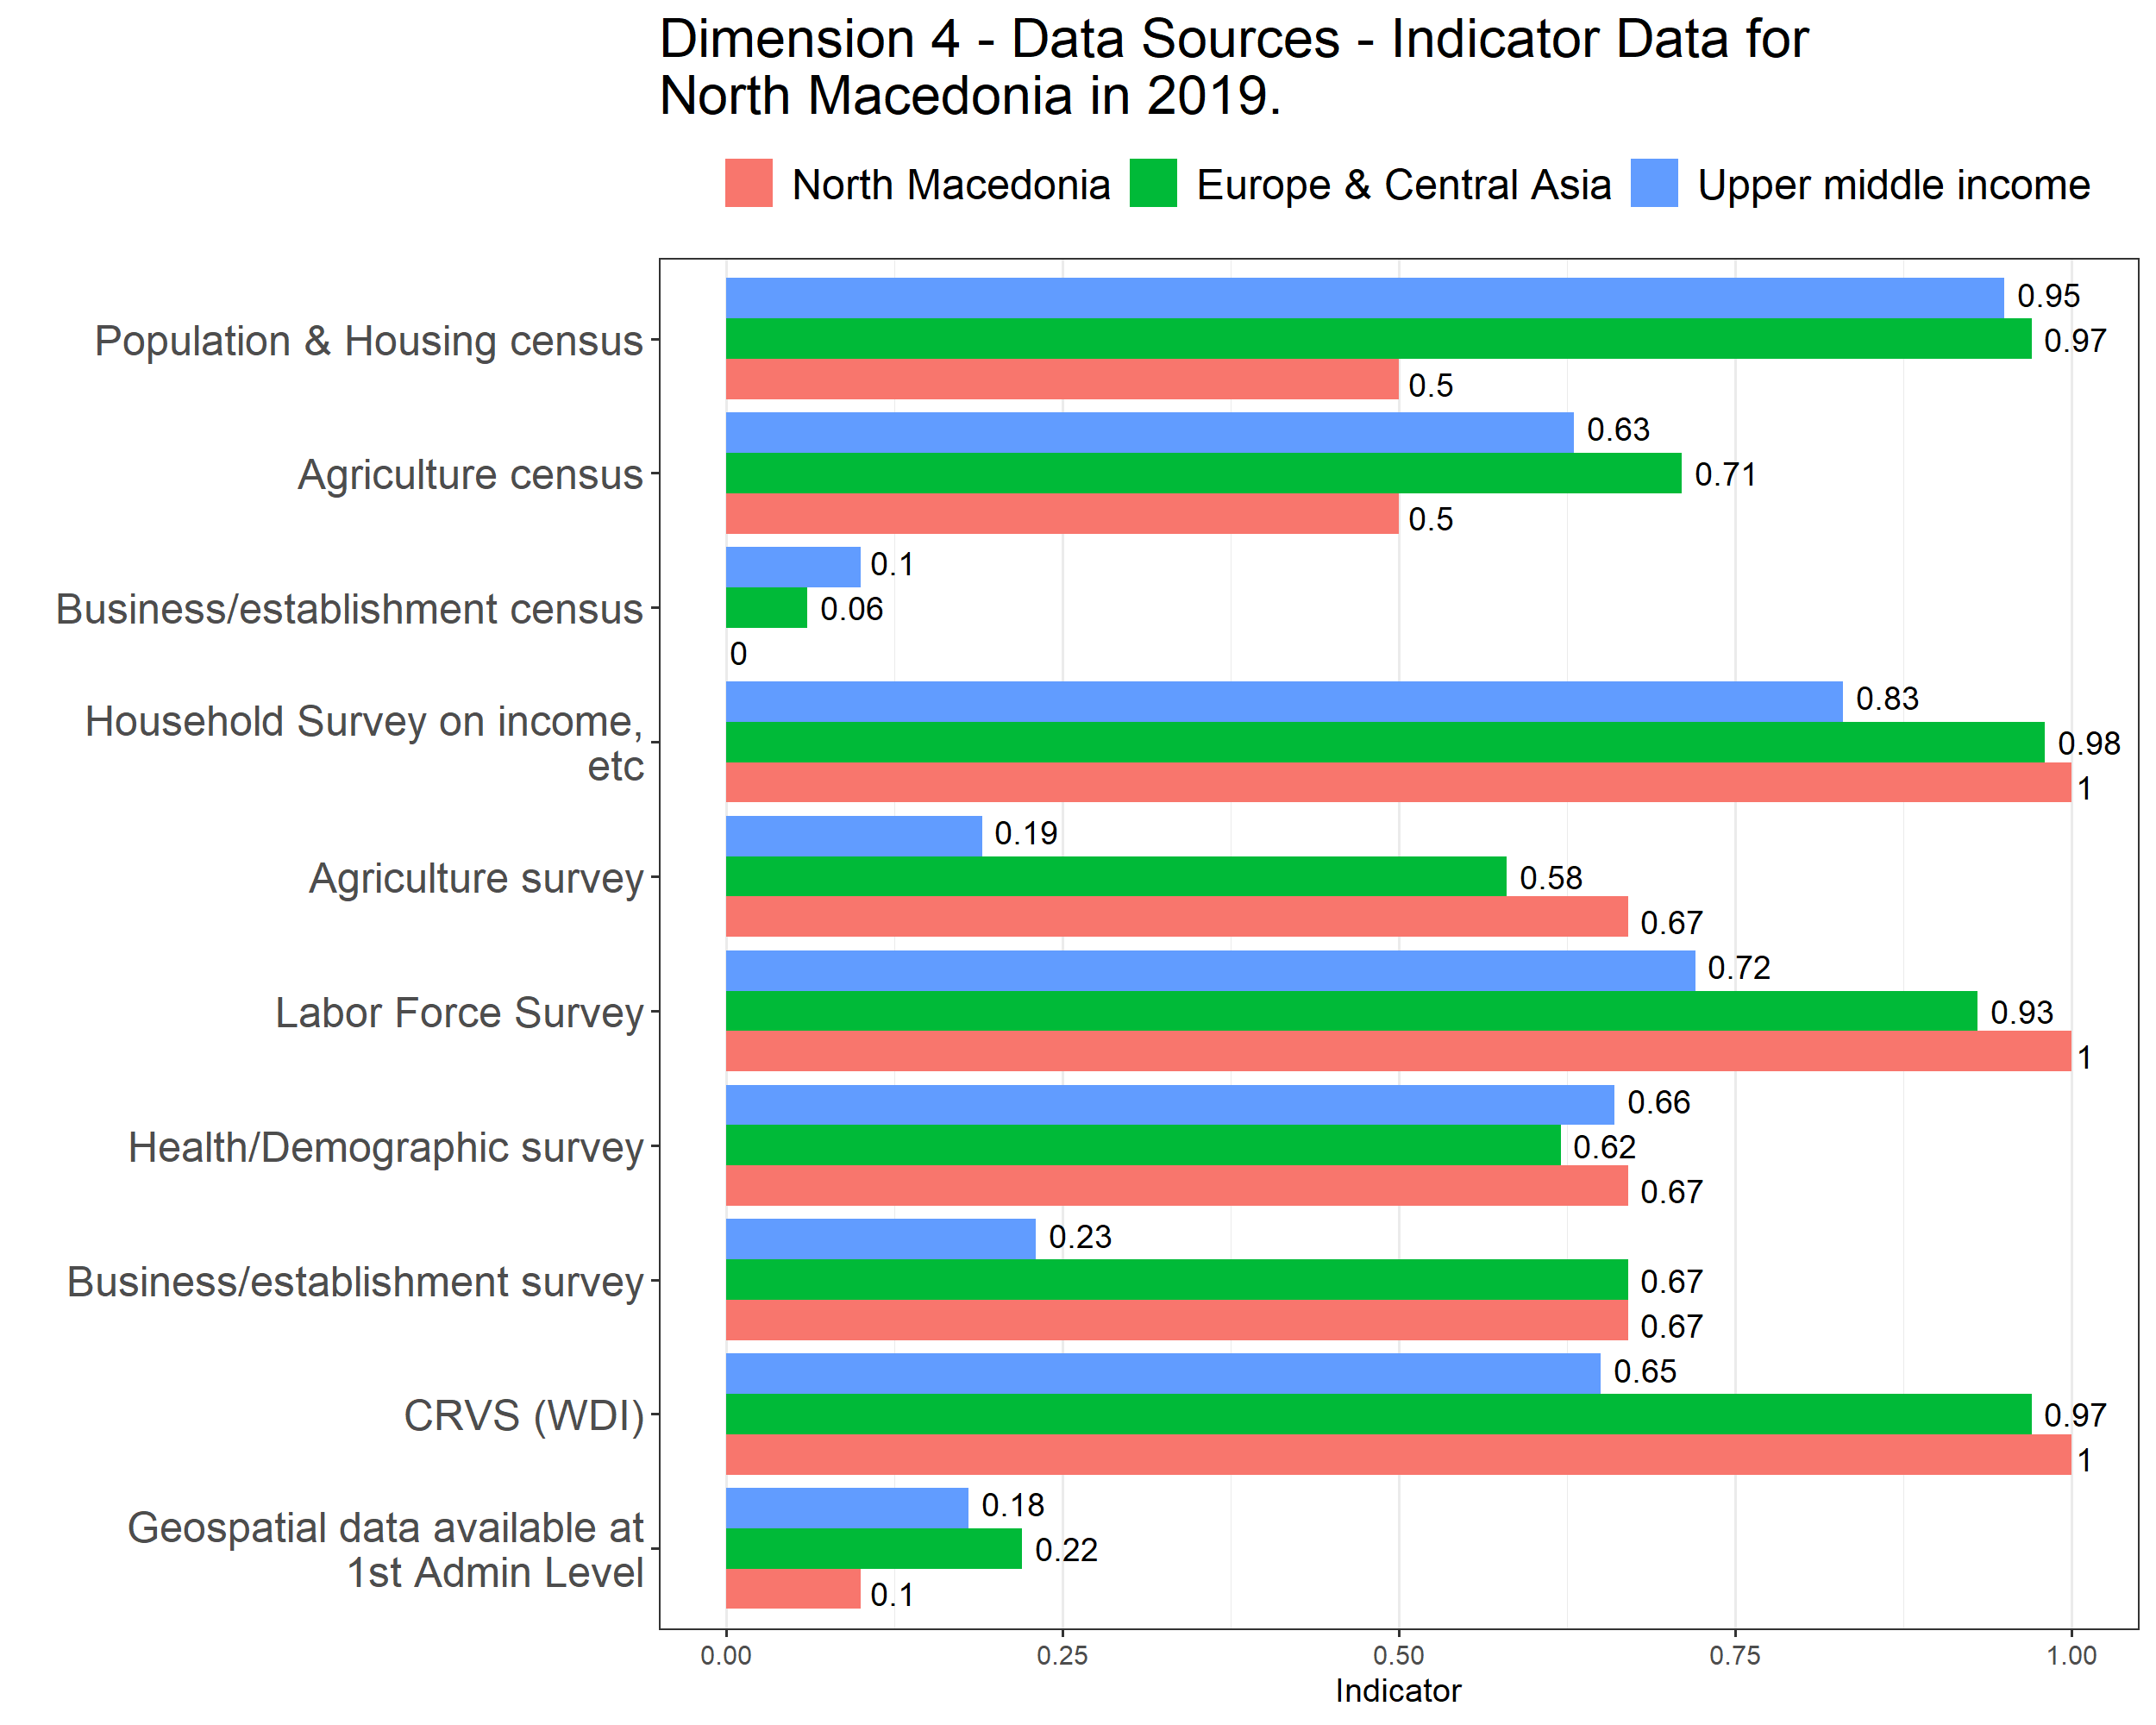 Dimension 4 - Data Sources - Indicator Data for
North Macedonia in 2019.
North Macedonia Europe & Central Asia Upper middle income
Population & Housing census
0.95
0.97
0.5
Agriculture census
0.63
0.71
0.5
Business/establishment census
0.1
0.06
0
Household Survey on income,
etc
0.83
0.98
1
Agriculture survey
0.19
0.58
0.67
Labor Force Survey
0.72
0.93
1
Health/Demographic survey
0.66
0.62
0.67
Business/establishment survey
0.23
0.67
0.67
CRVS (WDI)
0.65
0.97
1
Geospatial data available at
1st Admin Level
0.18
0.22
0.1
0.00 0.25 0.50 0.75 1.00
Indicator